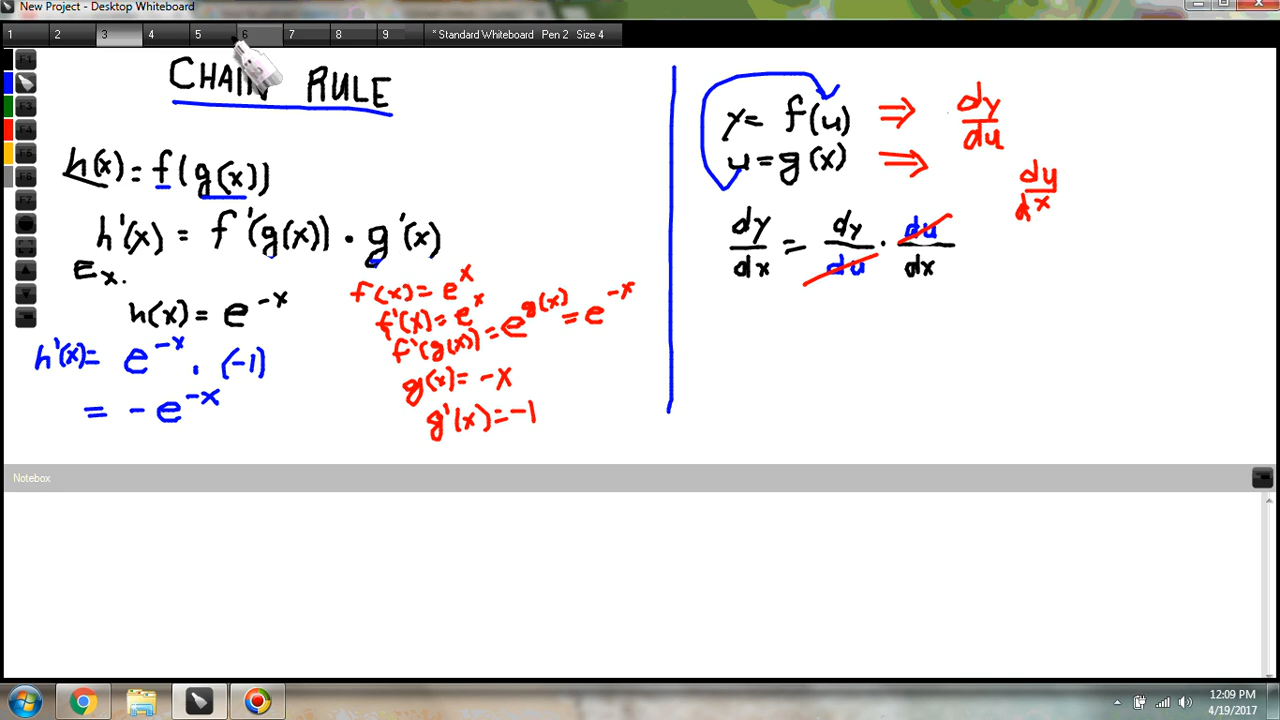 New Project - Desktop Whiteboard
1 2 3 4 5 6 7 8 9 * Standard Whiteboard Pen 2 Size 4
CHAIN RULE
h(x) = f(g(x))
h'(x) = f'(g(x)) · g'(x)
Ex.
h(x) = e^{-x}
h'(x) = e^{-x} · (-1)
= -e^{-x}
f(x) = e^x
f'(x) = e^x
f'(g(x)) = e^{g(x)} = e^{-x}
g(x) = -x
g'(x) = -1
y = f(u) ⇒ dy/du
u = g(x) ⇒ du/dx
dy/dx = dy/du · du/dx
Notebox
12:09 PM
4/19/2017